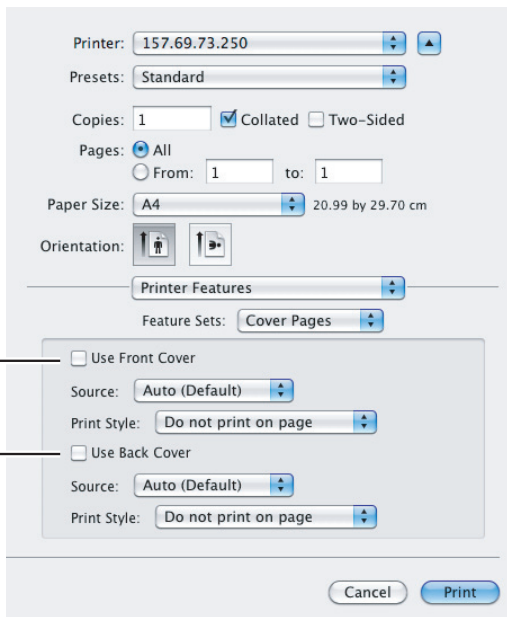 Printer: 157.69.73.250
Presets: Standard
Copies: 1 Collated Two-Sided
Pages: All
From: 1 to: 1
Paper Size: A4 20.99 by 29.70 cm
Orientation:
Printer Features
Feature Sets: Cover Pages
Use Front Cover
Source: Auto (Default)
Print Style: Do not print on page
Use Back Cover
Source: Auto (Default)
Print Style: Do not print on page
Cancel Print